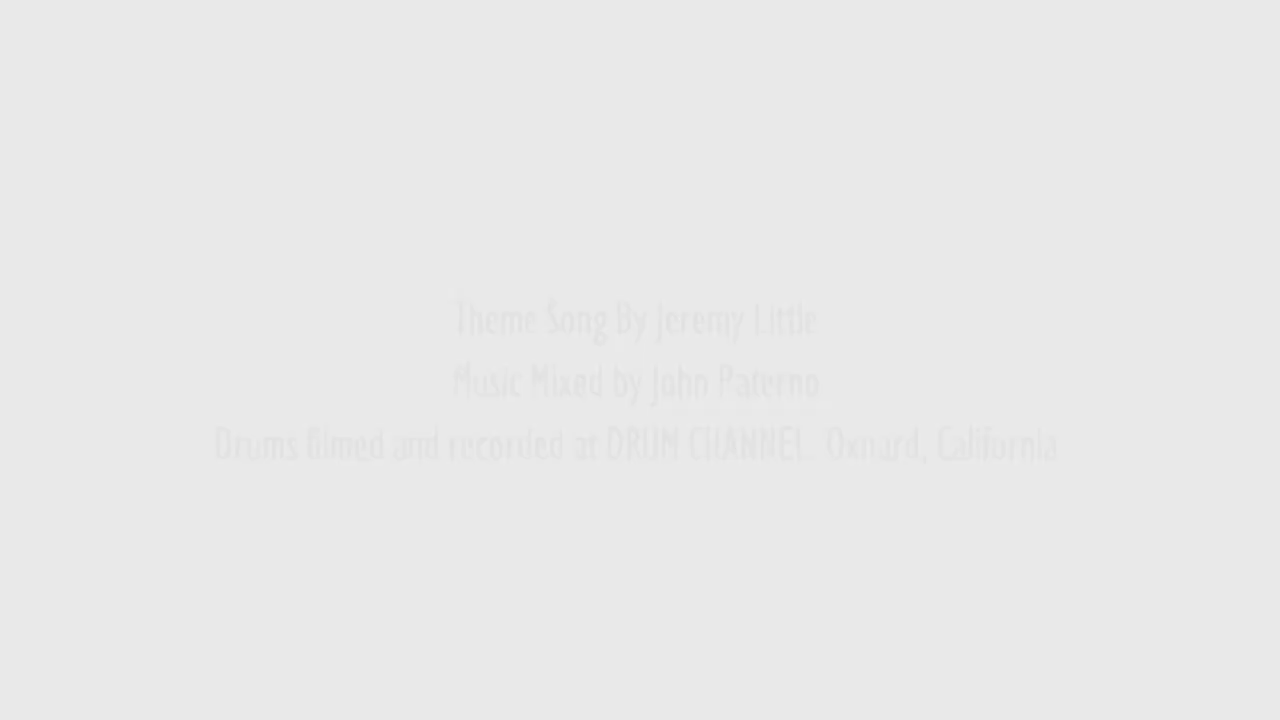 Theme Song By Jeremy Little
Music Mixed by John Paterno
Drums filmed and recorded at DRUM CHANNEL. Oxnard, California